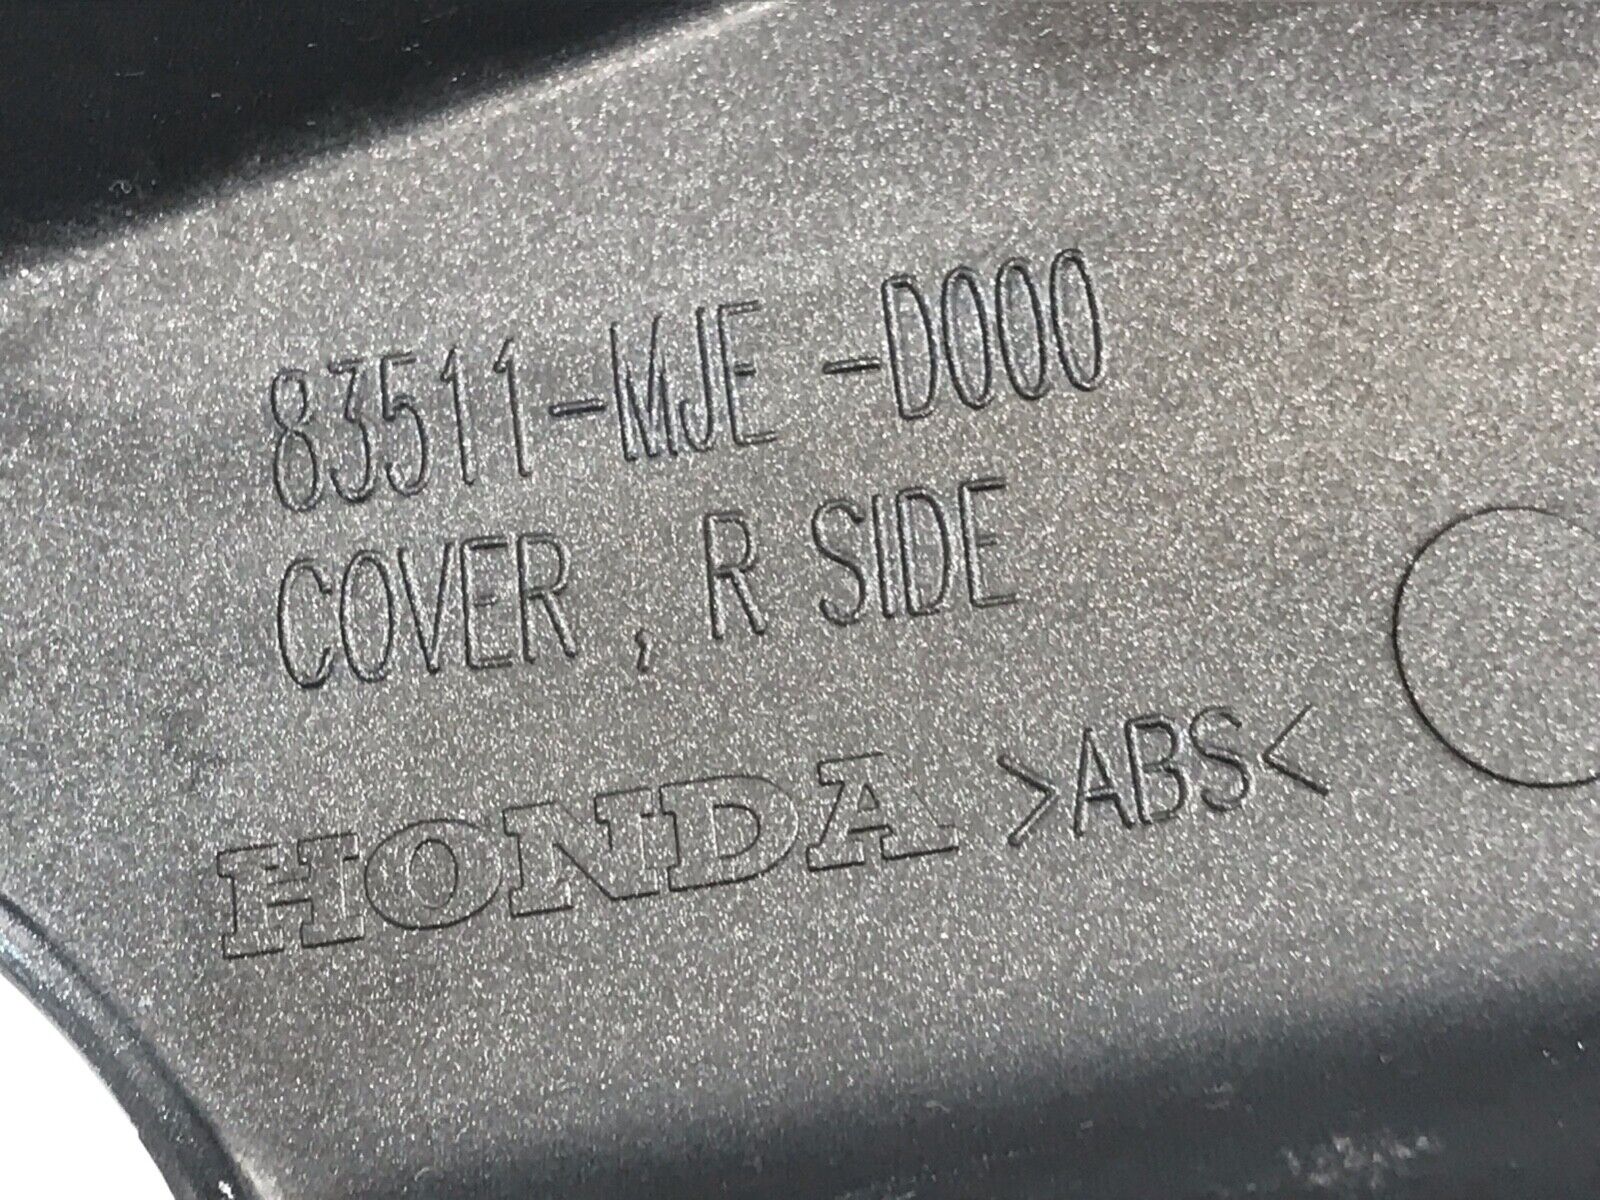 83511-MJE -D000
COVER , R SIDE
HONDA >ABS<